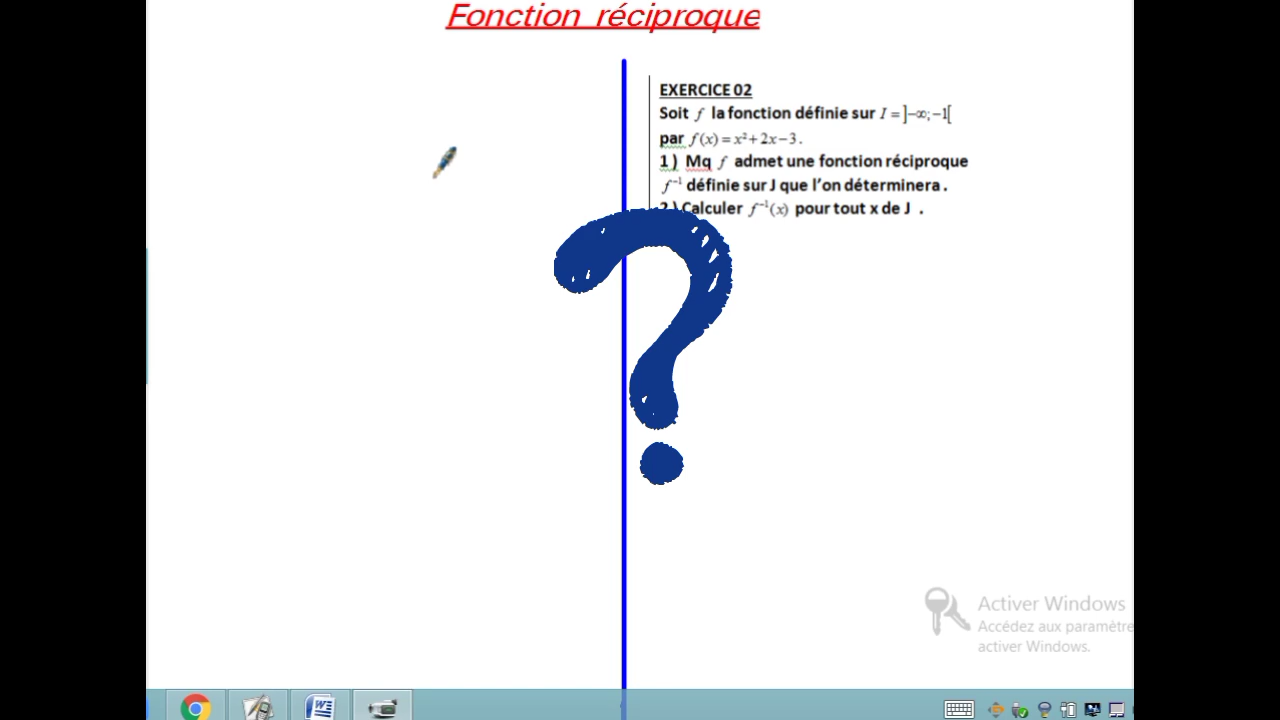 Fonction réciproque
EXERCICE 02
Soit f la fonction définie sur I = ]−∞; −1[
par f(x) = x² + 2x − 3.
1 ) Mq f admet une fonction réciproque
f⁻¹ définie sur J que l'on déterminera .
2 ) Calculer f⁻¹(x) pour tout x de J .
?
Activer Windows
Accédez aux paramètre
activer Windows.